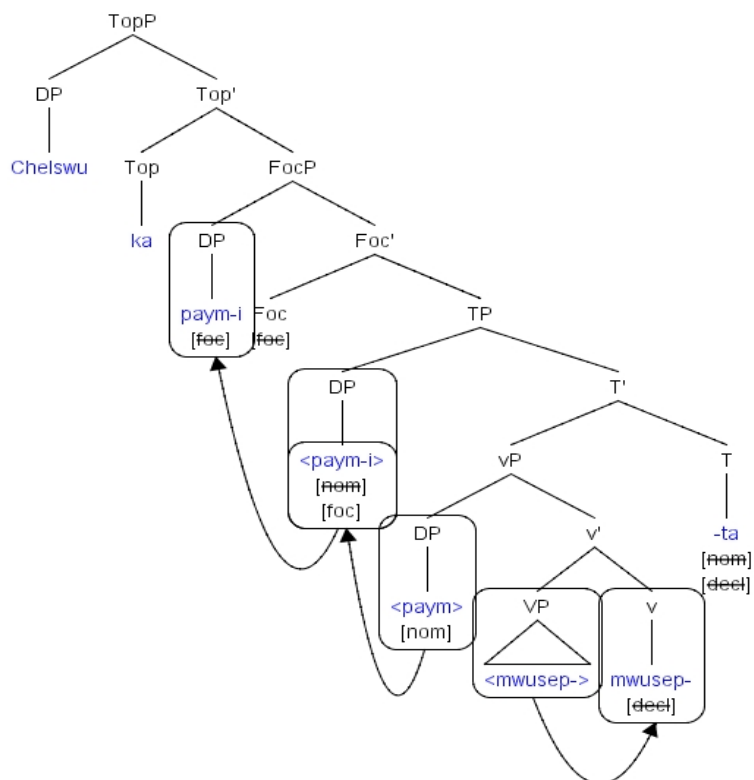 TopP
DP Top'
Chelswu Top FocP
ka DP Foc'
paym-i Foc TP
[foc] [foc]
DP T'
<paym-i> vP T
[nom]
[foc]
DP v' -ta
[nom]
<paym> VP v [decl]
[nom]
<mwusep-> mwusep-
[decl]